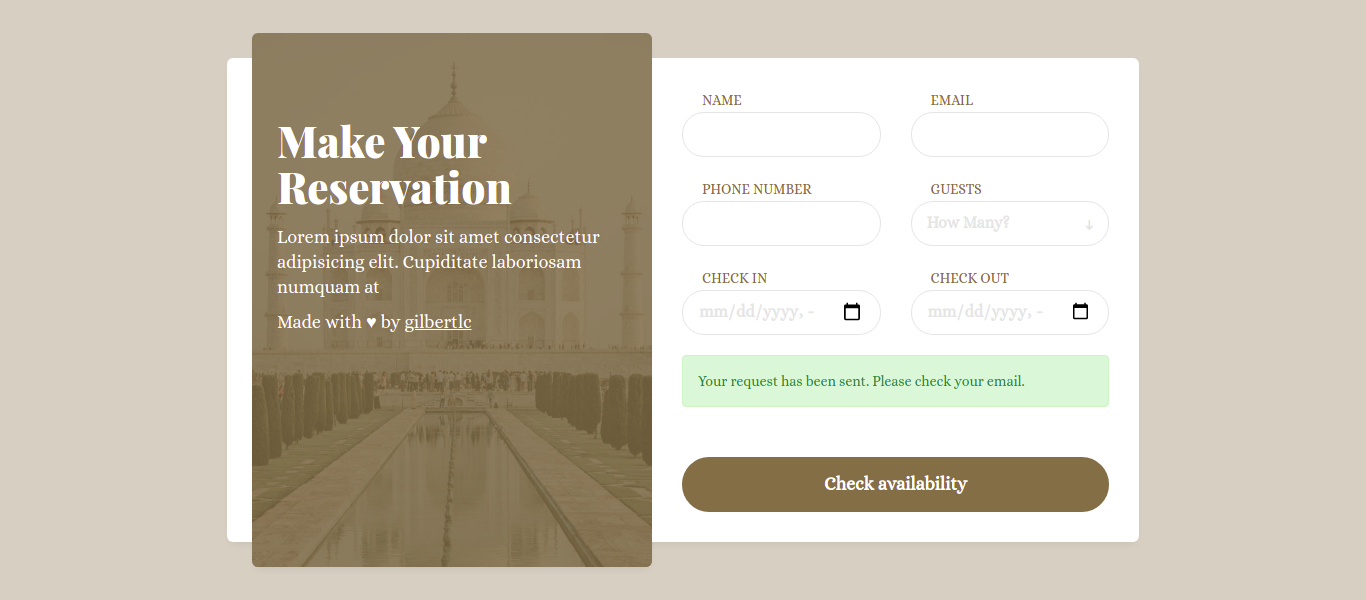 Make Your
Reservation
Lorem ipsum dolor sit amet consectetur
adipisicing elit. Cupiditate laboriosam
numquam at
Made with ♥ by gilbertlc
NAME
EMAIL
PHONE NUMBER
GUESTS
How Many?
CHECK IN
CHECK OUT
mm/dd/yyyy, -
mm/dd/yyyy, -
Your request has been sent. Please check your email.
Check availability